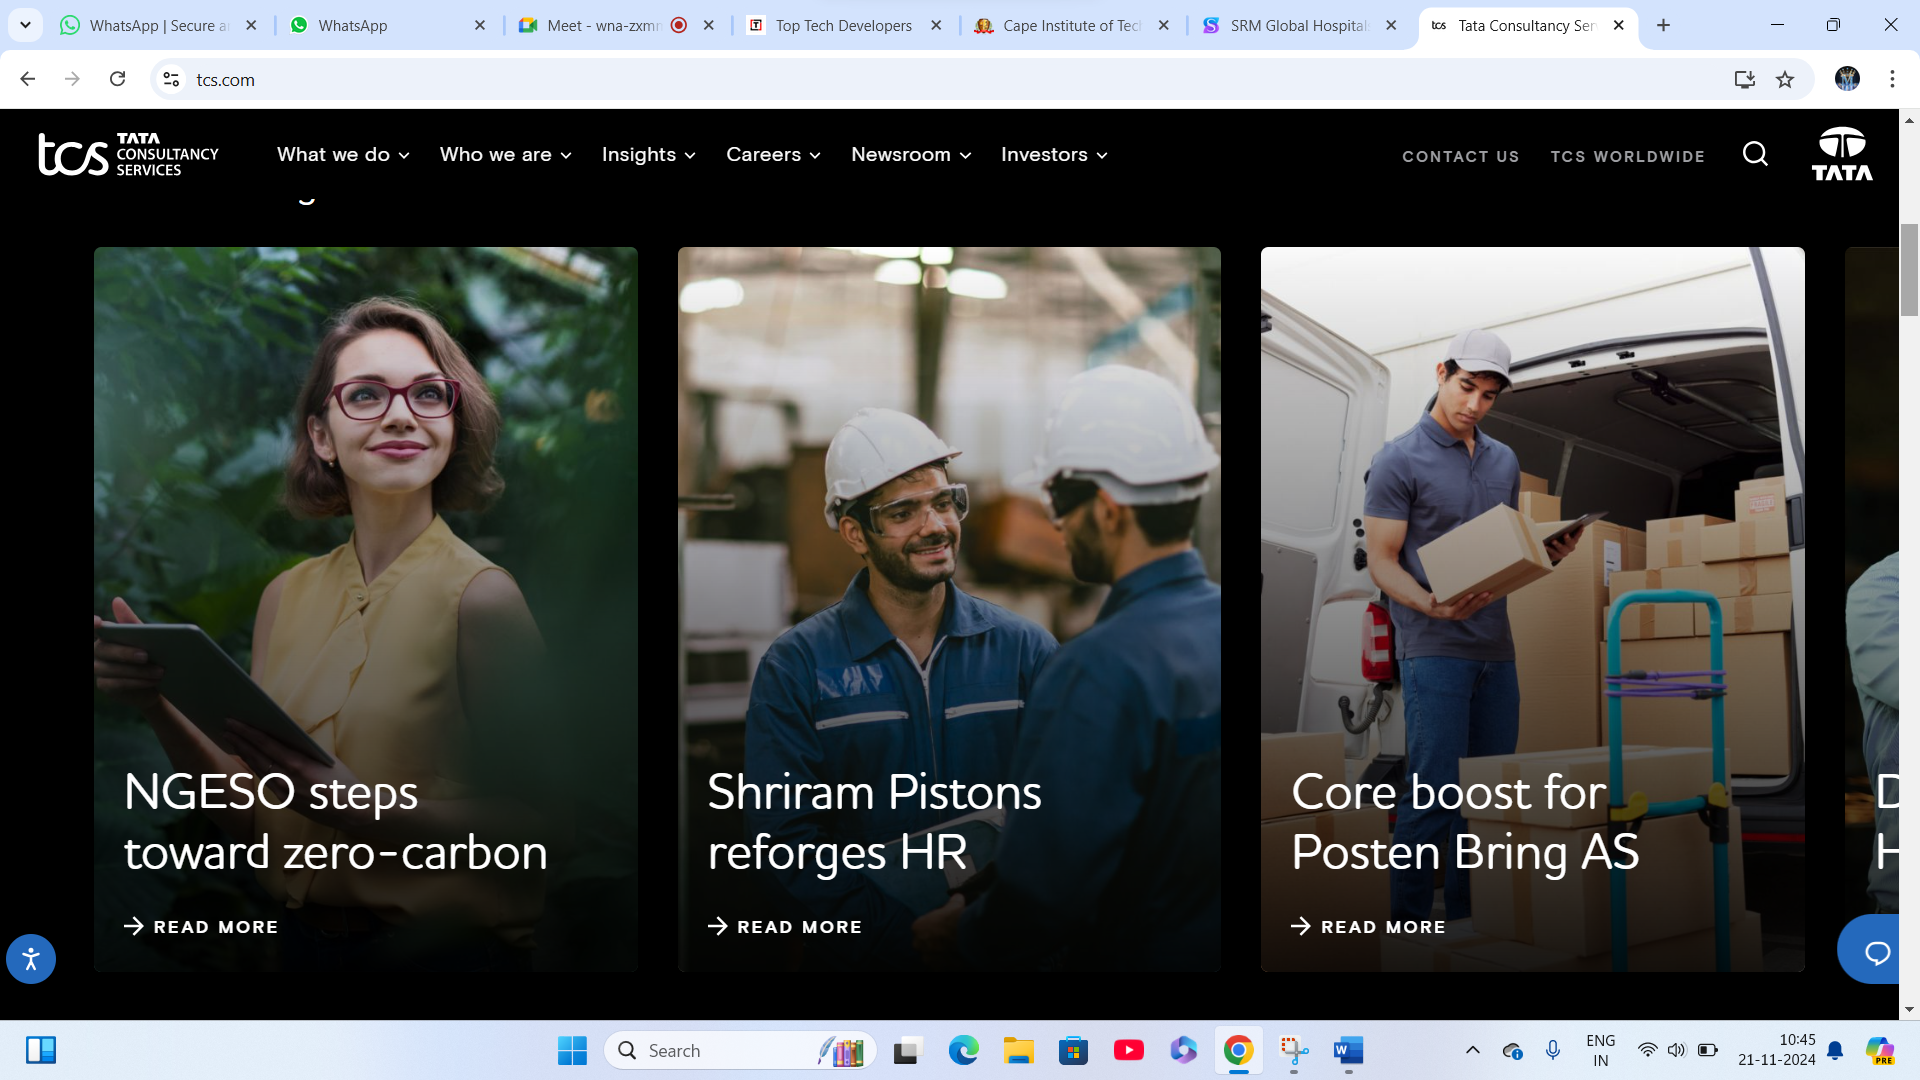 WhatsApp | Secure a
WhatsApp
Meet - wna-zxm
Top Tech Developers
Cape Institute of Tec
SRM Global Hospital
Tata Consultancy Ser
tcs.com
tcs TATA CONSULTANCY SERVICES
What we do
Who we are
Insights
Careers
Newsroom
Investors
CONTACT US
TCS WORLDWIDE
TATA
NGESO steps
toward zero-carbon
READ MORE
Shriram Pistons
reforges HR
READ MORE
Core boost for
Posten Bring AS
READ MORE
D
H
Search
ENG
IN
10:45
21-11-2024
PRE